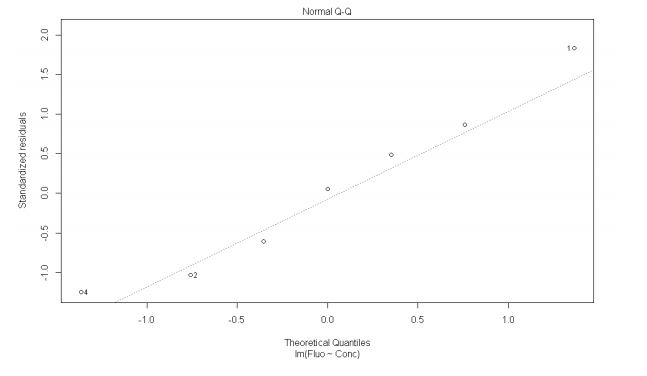 Normal Q-Q
2.0
1.5
1.0
0.5
0.0
-0.5
-1.0
Standardized residuals
1
2
4
-1.0 -0.5 0.0 0.5 1.0
Theoretical Quantiles
lm(Fluo ~ Conc)